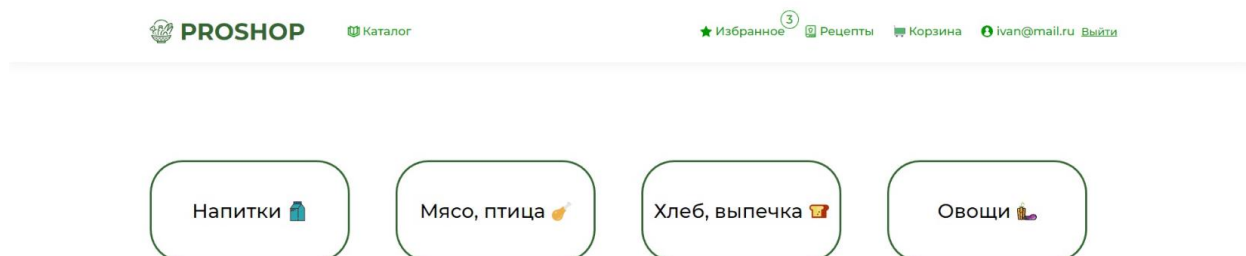 PROSHOP Каталог Избранное 3 Рецепты Корзина ivan@mail.ru Выйти
Напитки Мясо, птица Хлеб, выпечка Овощи